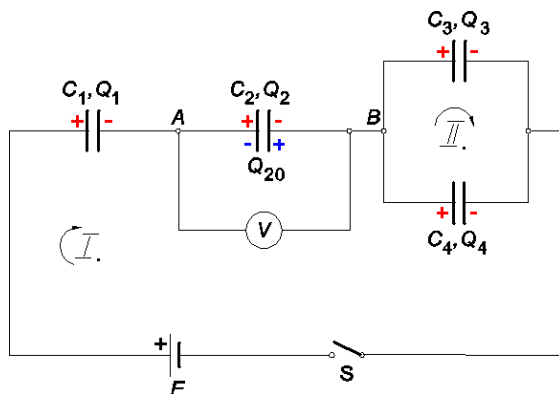 C3, Q3
C1, Q1
A
C2, Q2
B
+ -
+ -
+ -
- +
Q20
II.
+ -
V
C4, Q4
I.
+
E
S